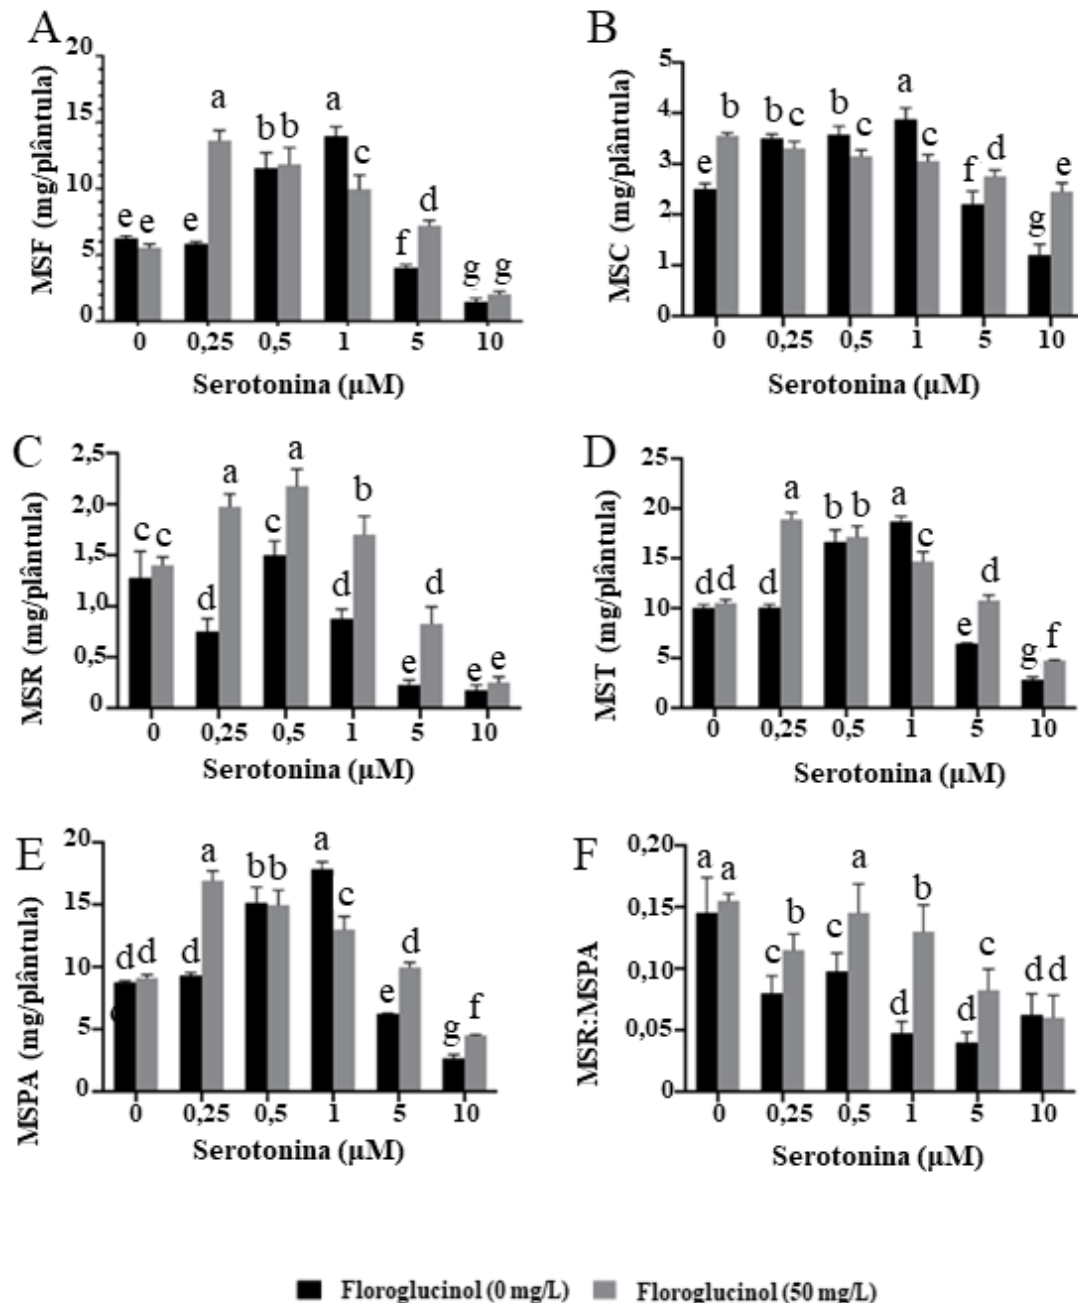 A
MSF (mg/plântula)
20
15
10
5
0
e e e a b b a c f d g g
0 0,25 0,5 1 5 10
Serotonina (µM)
B
MSC (mg/plântula)
5
4
3
2
1
0
e b b c b c a c f d g e
0 0,25 0,5 1 5 10
Serotonina (µM)
C
MSR (mg/plântula)
2,5
2,0
1,5
1,0
0,5
0
c c d a c a d b e d e e
0 0,25 0,5 1 5 10
Serotonina (µM)
D
MST (mg/plântula)
25
20
15
10
5
0
d d d a b b a c e d g f
0 0,25 0,5 1 5 10
Serotonina (µM)
E
MSPA (mg/plântula)
20
15
10
5
0
d d d a b b a c e d g f
0 0,25 0,5 1 5 10
Serotonina (µM)
F
MSR:MSPA
0,20
0,15
0,10
0,05
0
a a c b c a d b d c d d
0 0,25 0,5 1 5 10
Serotonina (µM)
Floroglucinol (0 mg/L) Floroglucinol (50 mg/L)